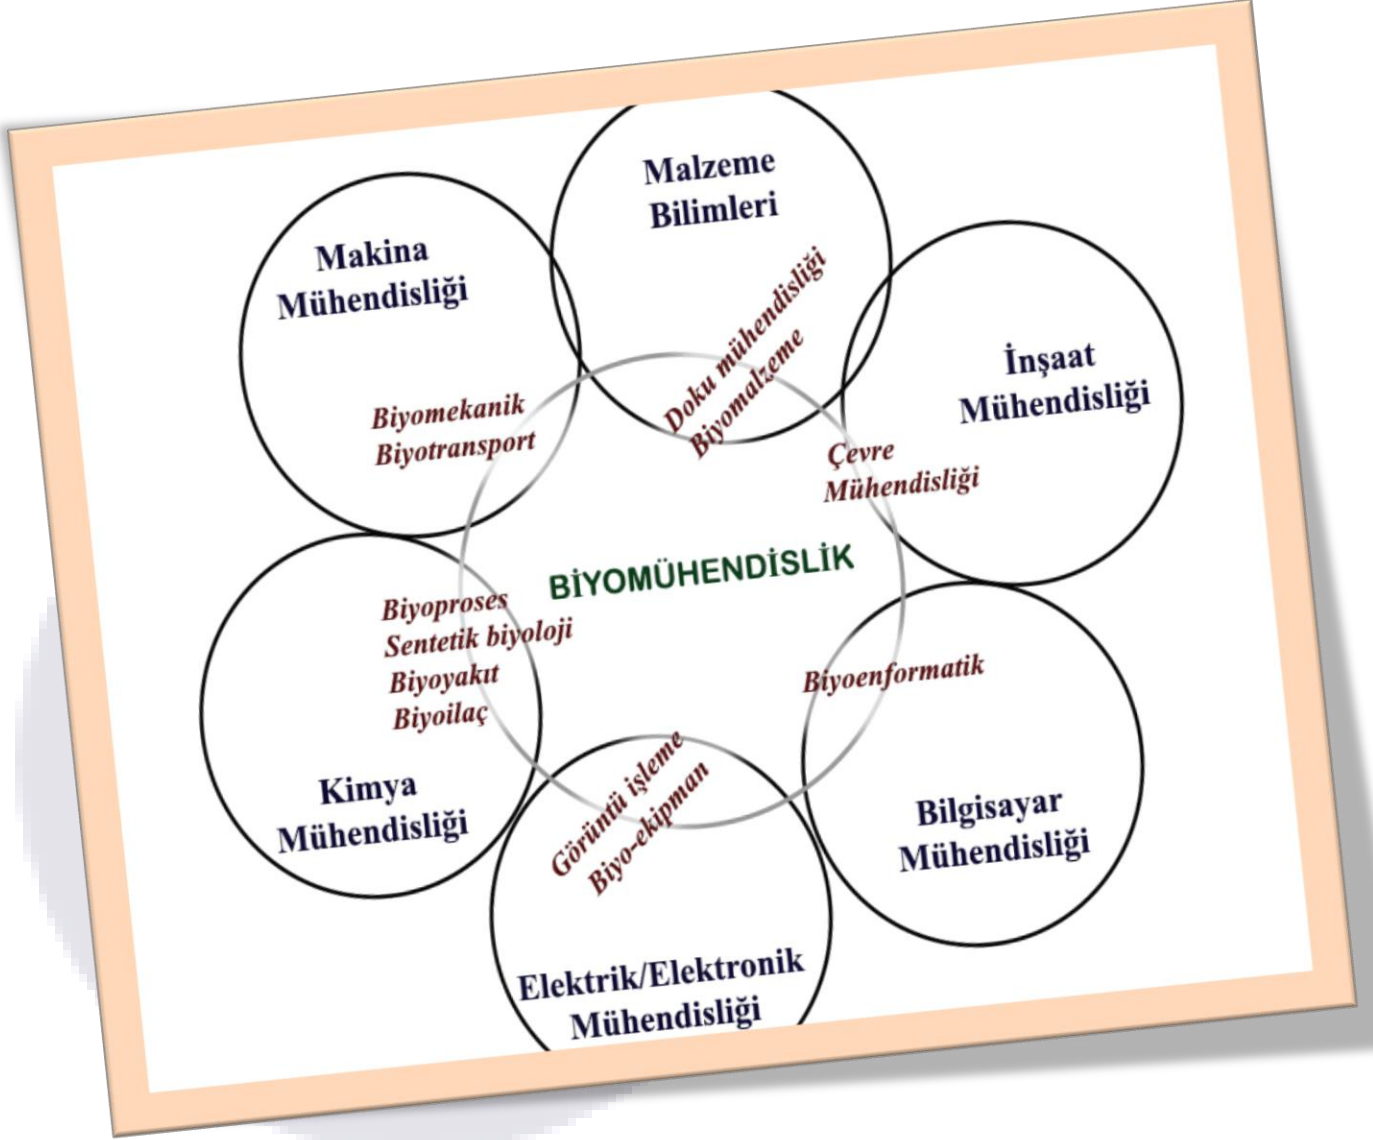 Malzeme
Bilimleri
Doku mühendisliği
Biyomalzeme
Makina
Mühendisliği
Biyomekanik
Biyotransport
İnşaat
Mühendisliği
Çevre
Mühendisliği
BİYOMÜHENDİSLİK
Biyoproses
Sentetik biyoloji
Biyoyakıt
Biyoilaç
Kimya
Mühendisliği
Biyoenformatik
Bilgisayar
Mühendisliği
Görüntü işleme
Biyo-ekipman
Elektrik/Elektronik
Mühendisliği